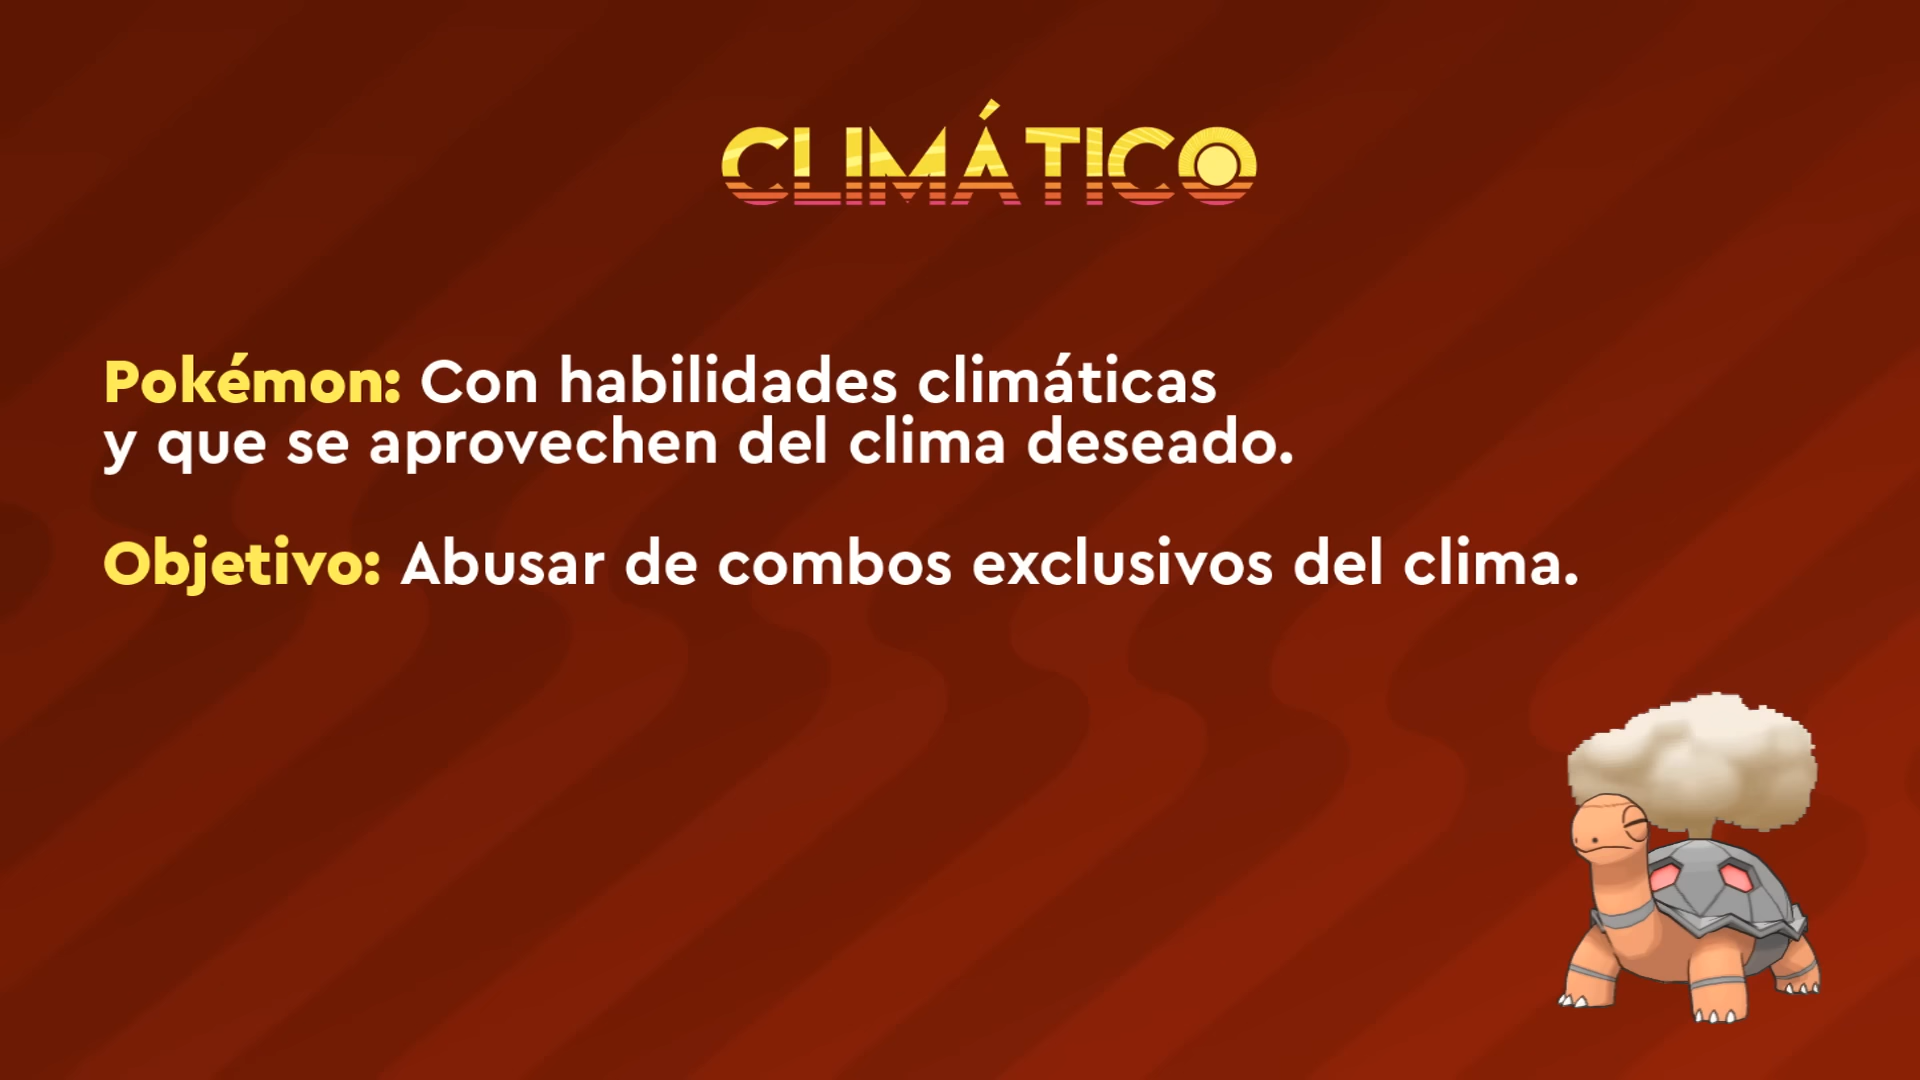 CLIMÁTICO
Pokémon: Con habilidades climáticas
y que se aprovechen del clima deseado.
Objetivo: Abusar de combos exclusivos del clima.